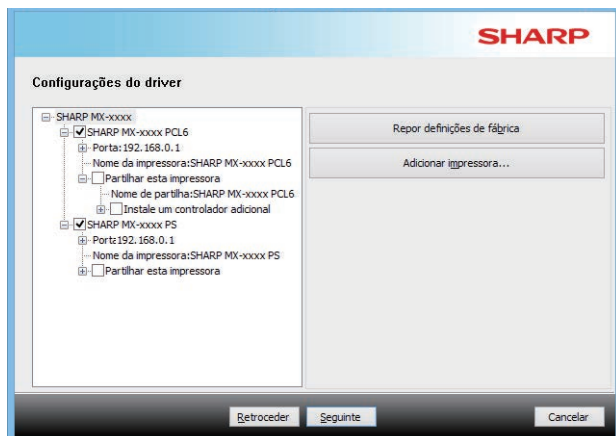 SHARP
Configurações do driver
SHARP MX-xxxx
SHARP MX-xxxx PCL6
Porta:192.168.0.1
Nome da impressora:SHARP MX-xxxx PCL6
Partilhar esta impressora
Nome de partilha:SHARP MX-xxxx PCL6
Instale um controlador adicional
SHARP MX-xxxx PS
Porta:192.168.0.1
Nome da impressora:SHARP MX-xxxx PS
Partilhar esta impressora
Repor definições de fábrica
Adicionar impressora...
Retroceder
Seguinte
Cancelar